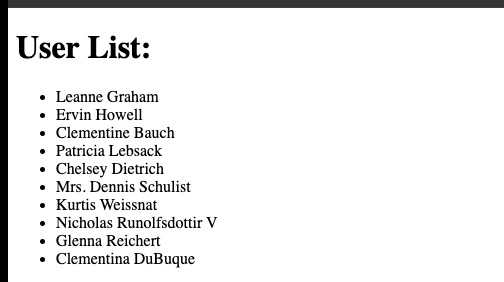 User List:
Leanne Graham
Ervin Howell
Clementine Bauch
Patricia Lebsack
Chelsey Dietrich
Mrs. Dennis Schulist
Kurtis Weissnat
Nicholas Runolfsdottir V
Glenna Reichert
Clementina DuBuque